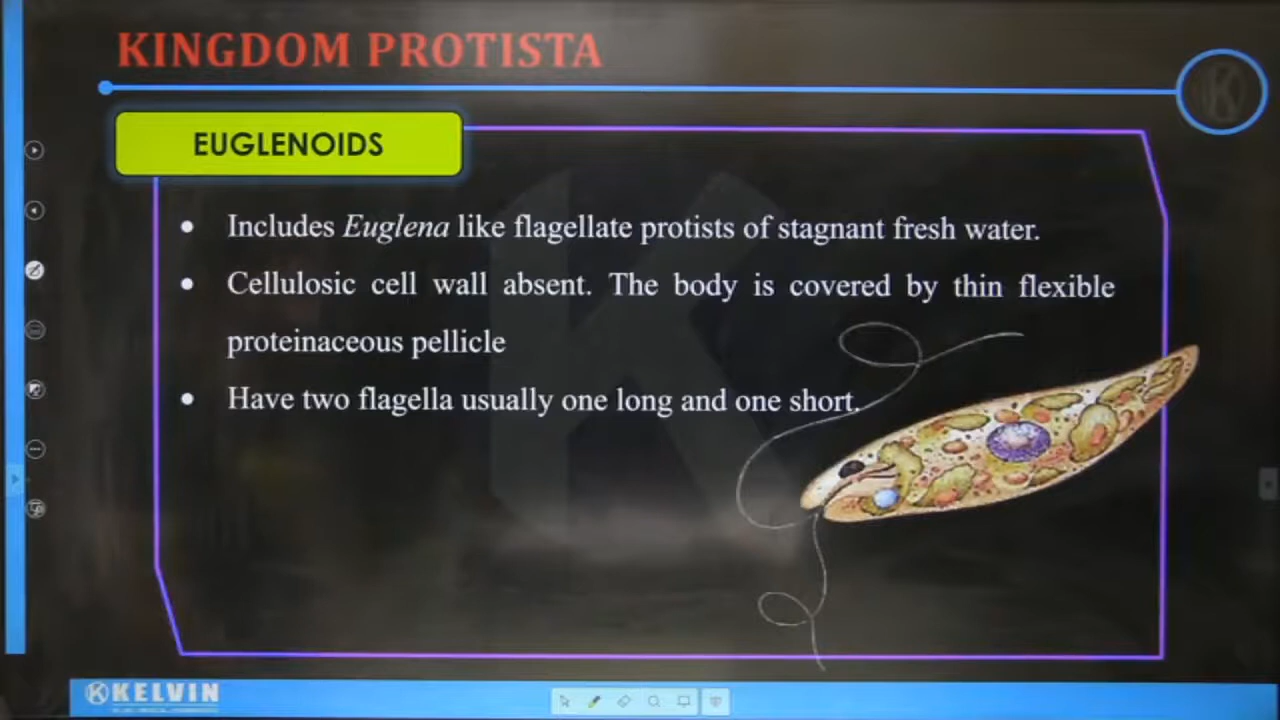 KINGDOM PROTISTA
EUGLENOIDS
• Includes Euglena like flagellate protists of stagnant fresh water.
• Cellulosic cell wall absent. The body is covered by thin flexible
proteinaceous pellicle
• Have two flagella usually one long and one short.
KELVIN